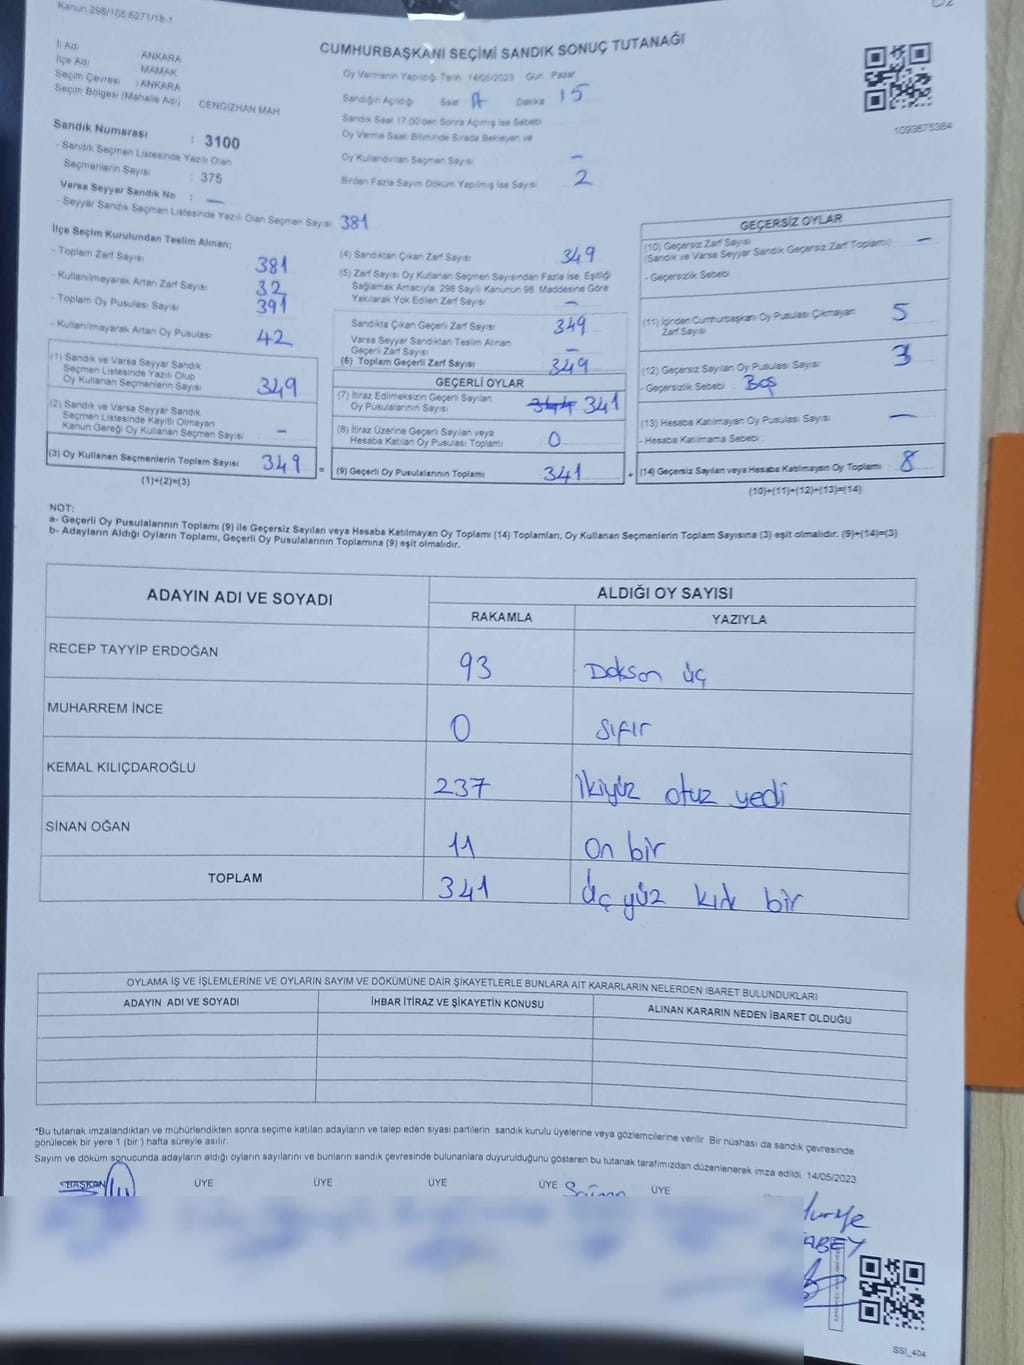 Kanun 298/105 6271/18-1
CUMHURBAŞKANI SEÇİMİ SANDIK SONUÇ TUTANAĞI
İl Adı ANKARA
İlçe Adı MAMAK
Seçim Çevresi : ANKARA
Seçim Bölgesi (Mahalle Adı) CENGİZHAN MAH
Sandık Numarası : 3100
- Sandık Seçmen Listesinde Yazılı Olan
Seçmenlerin Sayısı : 375
Varsa Seyyar Sandık No : —
- Seyyar Sandık Seçmen Listesinde Yazılı Olan Seçmen Sayısı 381
Oy Vermenin Yapıldığı Tarih 14/05/2023 Gün Pazar
Sandığın Açıldığı Saat Dakika 15
Sandık Saat 17.00'den Sonra Açımış İse Sebebi
Oy Verme Saati Bitiminde Sırada Bekleyen ve
Oy Kullandırılan Seçmen Sayısı —
Birden Fazla Sayım Döküm Yapılmış İse Sayısı 2
1093675384
İlçe Seçim Kurulundan Teslim Alınan;
- Toplam Zarf Sayısı 381
- Kullanılmayarak Artan Zarf Sayısı 32
- Toplam Oy Pusulası Sayısı 391
- Kullanılmayarak Artan Oy Pusulası 42
(1) Sandık ve Varsa Seyyar Sandık
Seçmen Listesinde Yazılı Olup
Oy Kullanan Seçmenlerin Sayısı 349
(2) Sandık ve Varsa Seyyar Sandık
Seçmen Listesinde Kayıtlı Olmayan
Kanun Gereği Oy Kullanan Seçmen Sayısı —
(3) Oy Kullanan Seçmenlerin Toplam Sayısı 349 =
(1)+(2)=(3)
(4) Sandıktan Çıkan Zarf Sayısı 349
(5) Zarf Sayısı Oy Kullanan Seçmen Sayısından Fazla İse, Eşitliği
Sağlamak Amacıyla, 298 Sayılı Kanunun 98. Maddesine Göre
Yakılarak Yok Edilen Zarf Sayısı —
Sandıkta Çıkan Geçerli Zarf Sayısı 349
Varsa Seyyar Sandıktan Teslim Alınan
Geçerli Zarf Sayısı —
(6) Toplam Geçerli Zarf Sayısı 349
GEÇERLİ OYLAR
(7) İtiraz Edilmeksizin Geçerli Sayılan
Oy Pusulalarının Sayısı 341
(8) İtiraz Üzerine Geçerli Sayılan veya
Hesaba Katılan Oy Pusulası Toplamı 0
(9) Geçerli Oy Pusulalarının Toplamı 341 +
GEÇERSİZ OYLAR
(10) Geçersiz Zarf Sayısı
(Sandık ve Varsa Seyyar Sandık Geçersiz Zarf Toplamı) —
- Geçersizlik Sebebi
(11) İçinden Cumhurbaşkanı Oy Pusulası Çıkmayan
Zarf Sayısı 5
(12) Geçersiz Sayılan Oy Pusulası Sayısı 3
- Geçersizlik Sebebi : Boş
(13) Hesaba Katılmayan Oy Pusulası Sayısı —
- Hesaba Katılmama Sebebi
(14) Geçersiz Sayılan veya Hesaba Katılmayan Oy Toplamı 8
(10)+(11)+(12)+(13)=(14)
NOT:
a- Geçerli Oy Pusulalarının Toplamı (9) ile Geçersiz Sayılan veya Hesaba Katılmayan Oy Toplamı (14) Toplamları, Oy Kullanan Seçmenlerin Toplam Sayısına (3) eşit olmalıdır. (9)+(14)=(3)
b- Adayların Aldığı Oyların Toplamı, Geçerli Oy Pusulalarının Toplamına (9) eşit olmalıdır.
ADAYIN ADI VE SOYADI ALDIĞI OY SAYISI
RAKAMLA YAZIYLA
RECEP TAYYİP ERDOĞAN 93 Doksan üç
MUHARREM İNCE 0 Sıfır
KEMAL KILIÇDAROĞLU 237 İkiyüz otuz yedi
SİNAN OĞAN 11 On bir
TOPLAM 341 Üç yüz kırk bir
OYLAMA İŞ VE İŞLEMLERİNE VE OYLARIN SAYIM VE DÖKÜMÜNE DAİR ŞİKAYETLERLE BUNLARA AİT KARARLARIN NELERDEN İBARET BULUNDUKLARI
ADAYIN ADI VE SOYADI İHBAR İTİRAZ VE ŞİKAYETİN KONUSU ALINAN KARARIN NEDEN İBARET OLDUĞU
*Bu tutanak imzalandıktan ve mühürlendikten sonra seçime katılan adayların ve talep eden siyasi partilerin sandık kurulu üyelerine veya gözlemcilerine verilir. Bir nüshası da sandık çevresinde
görülecek bir yere 1 (bir ) hafta süreyle asılır.
Sayım ve döküm sonucunda adayların aldığı oyların sayılarını ve bunların sandık çevresinde bulunanlara duyurulduğunu gösteren bu tutanak tarafımızdan düzenlenerek imza edildi. 14/05/2023
BAŞKAN ÜYE ÜYE ÜYE ÜYE ÜYE
ABEY
SSI_404